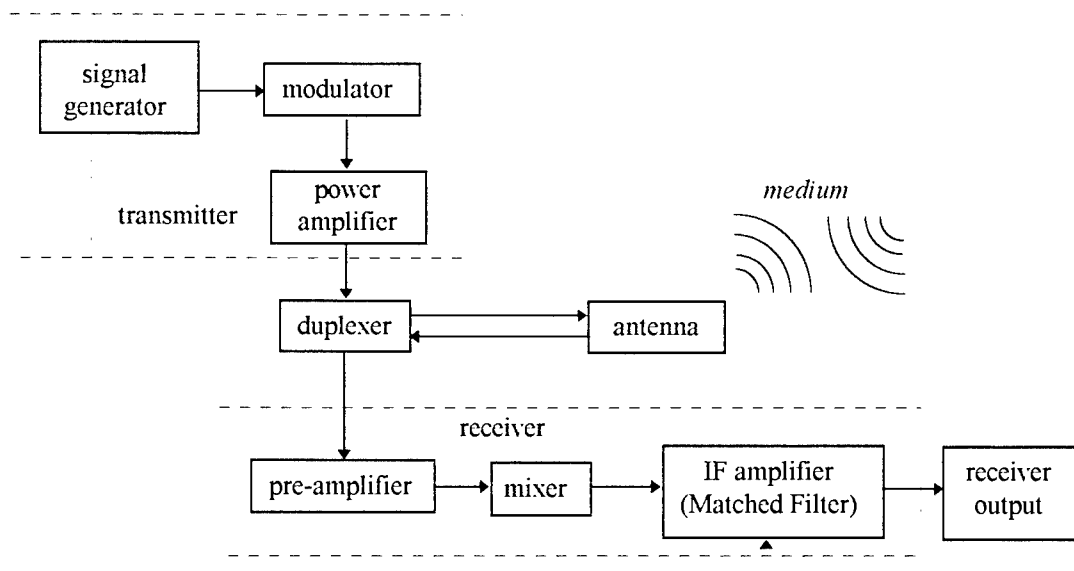 signal
generator
modulator
power
amplifier
transmitter
medium
duplexer
antenna
receiver
pre-amplifier
mixer
IF amplifier
(Matched Filter)
receiver
output